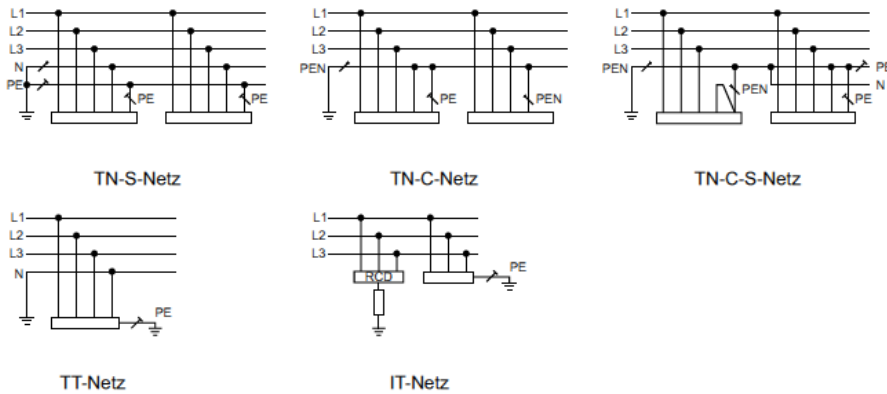 L1
L2
L3
N
PE
PE
PE
TN-S-Netz
L1
L2
L3
PEN
PE
PEN
TN-C-Netz
L1
L2
L3
PEN
PEN
PE
PE
N
TN-C-S-Netz
L1
L2
L3
N
PE
TT-Netz
L1
L2
L3
RCD
PE
IT-Netz